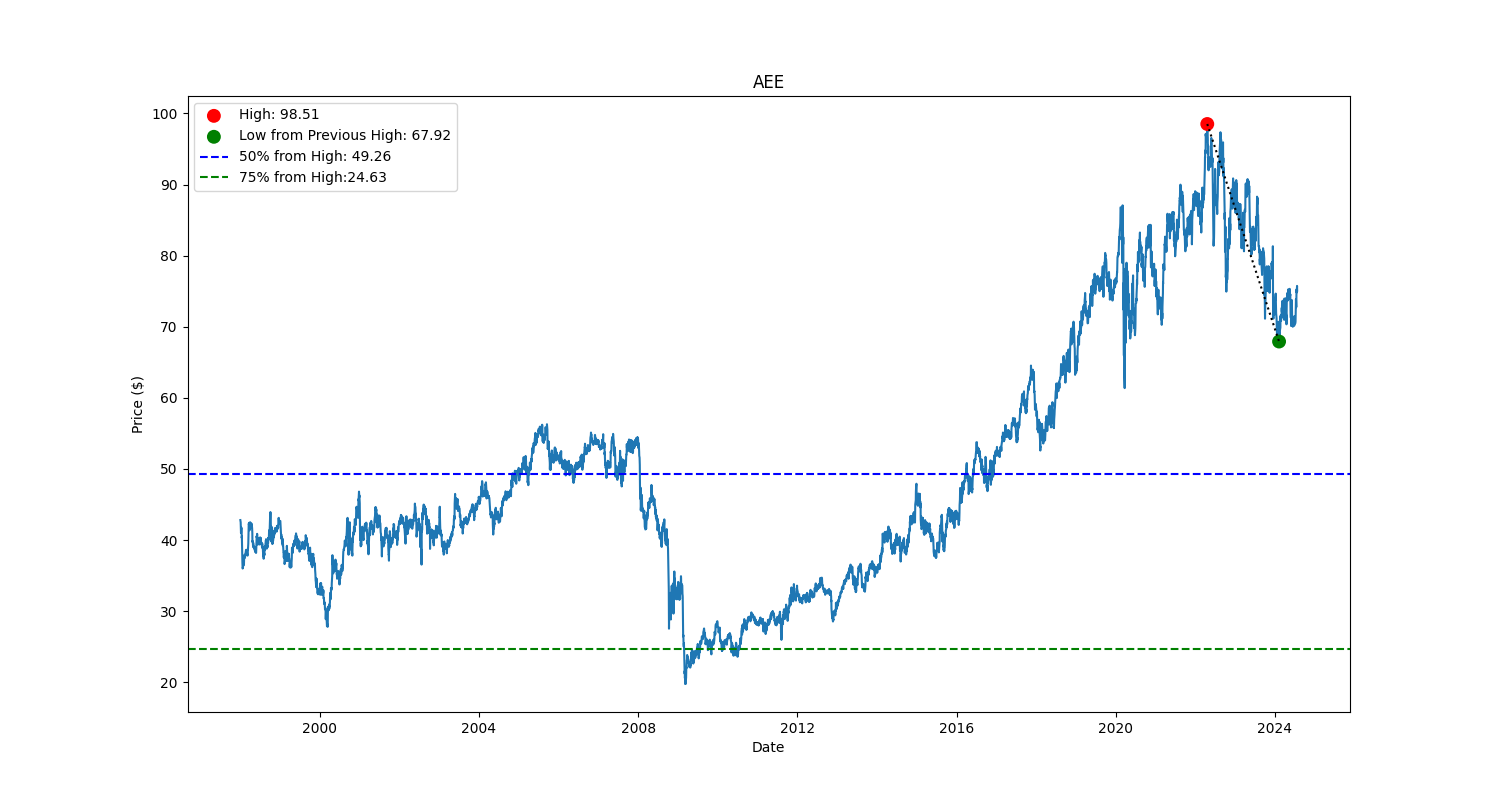 AEE
High: 98.51
Low from Previous High: 67.92
50% from High: 49.26
75% from High:24.63
Price ($)
100
90
80
70
60
50
40
30
20
2000 2004 2008 2012 2016 2020 2024
Date